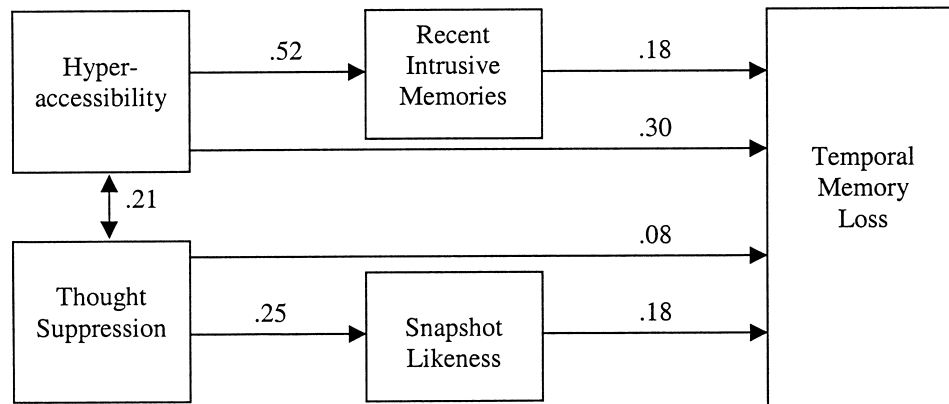 Hyper-
accessibility
.52
Recent
Intrusive
Memories
.18
.30
Temporal
Memory
Loss
.21
.08
Thought
Suppression
.25
Snapshot
Likeness
.18